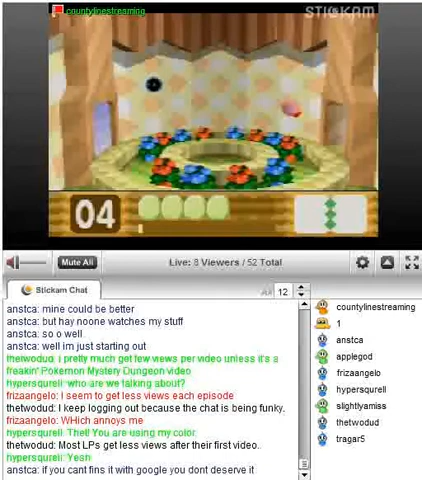 countylinestreaming
STICKAM
04
Mute All
Live: 8 Viewers / 52 Total
Stickam Chat
All 12
anstca: mine could be better
anstca: but hay noone watches my stuff
anstca: so o well
anstca: well im just starting out
thetwodud: I pretty much get few views per video unless it's a
freakin' Pokemon Mystery Dungeon video
hypersqurell: who are we talking about?
frizaangelo: I seem to get less views each episode
thetwodud: I keep logging out because the chat is being funky.
frizaangelo: WHich annoys me
hypersqurell: Thet! You are using my color
thetwodud: Most LPs get less views after their first video.
hypersqurell: Yesh
anstca: if you cant fins it with google you dont deserve it
countylinestreaming
1
anstca
applegod
frizaangelo
hypersqurell
slightlyamiss
thetwodud
tragar5